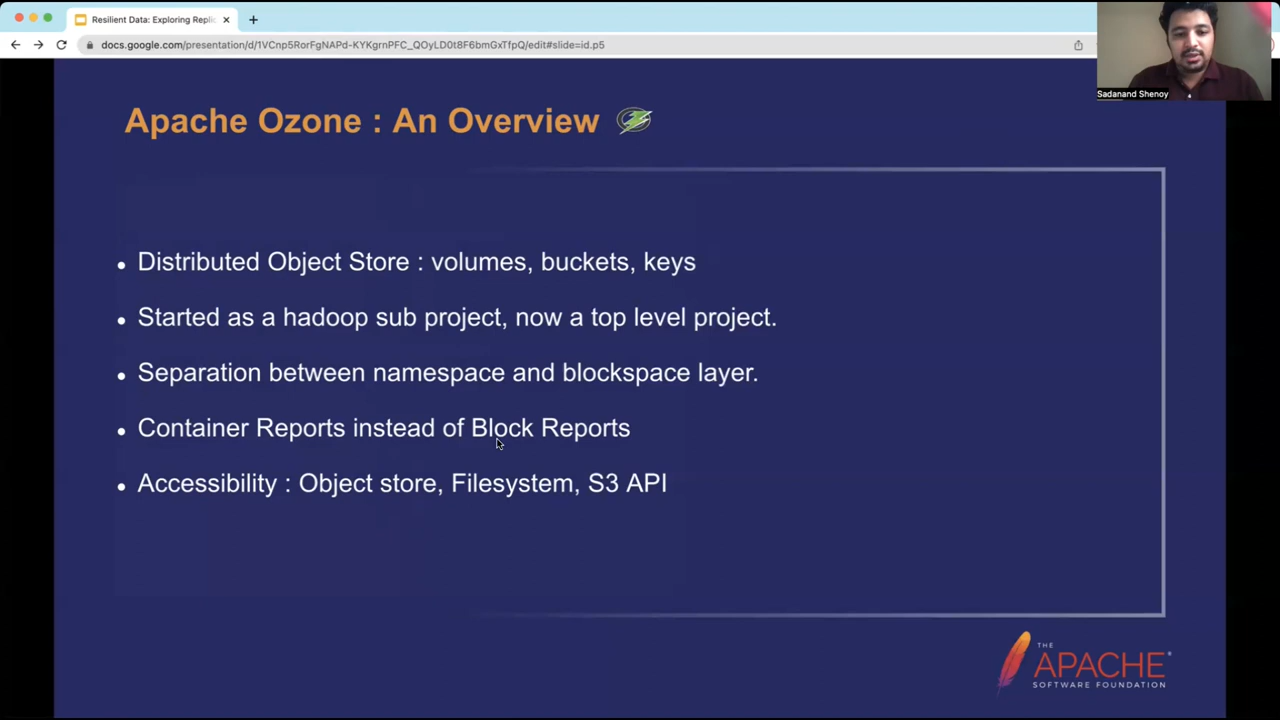 Resilient Data: Exploring Replic
docs.google.com/presentation/d/1VCnp5RorFgNAPd-KYKgrnPFC_QOyLD0t8F6bmGxTfpQ/edit#slide=id.p5
Sadanand Shenoy
Apache Ozone : An Overview
Distributed Object Store : volumes, buckets, keys
Started as a hadoop sub project, now a top level project.
Separation between namespace and blockspace layer.
Container Reports instead of Block Reports
Accessibility : Object store, Filesystem, S3 API
THE
APACHE
SOFTWARE FOUNDATION